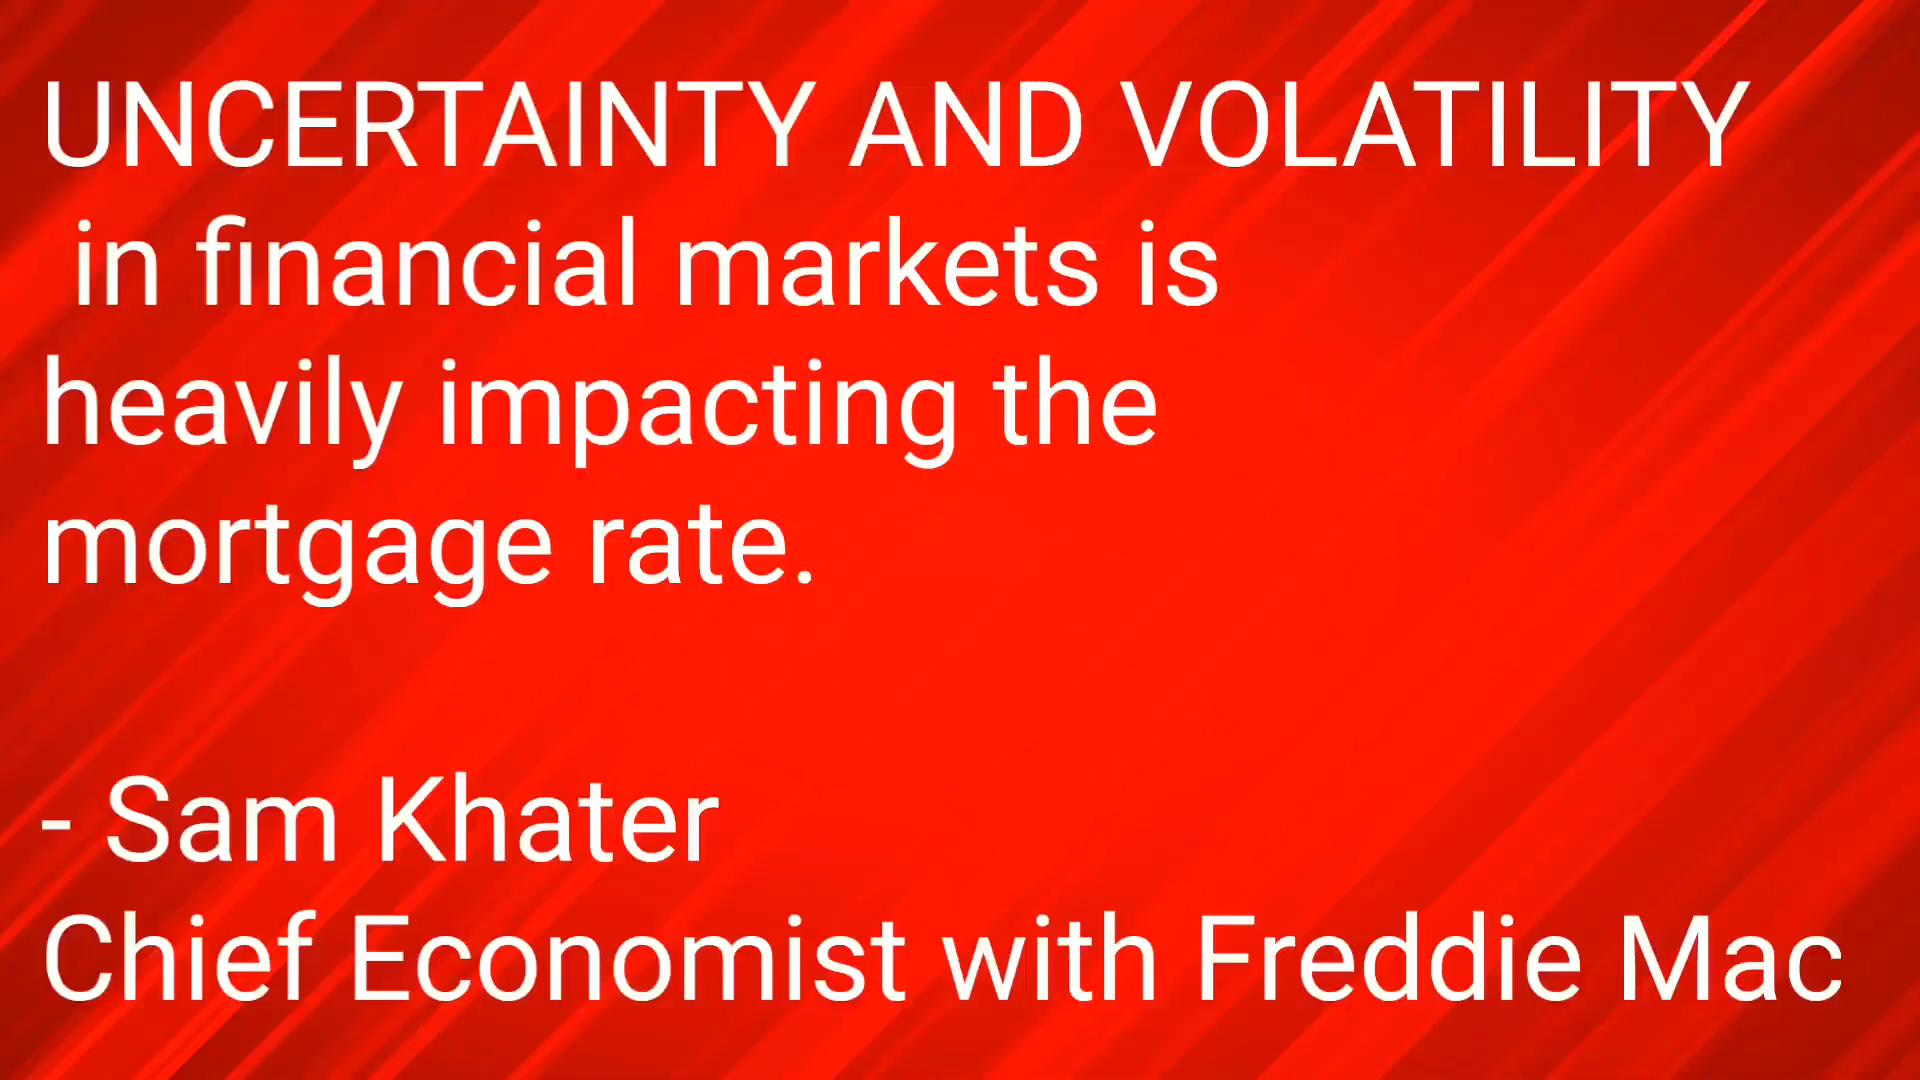 UNCERTAINTY AND VOLATILITY
in financial markets is
heavily impacting the
mortgage rate.
- Sam Khater
Chief Economist with Freddie Mac